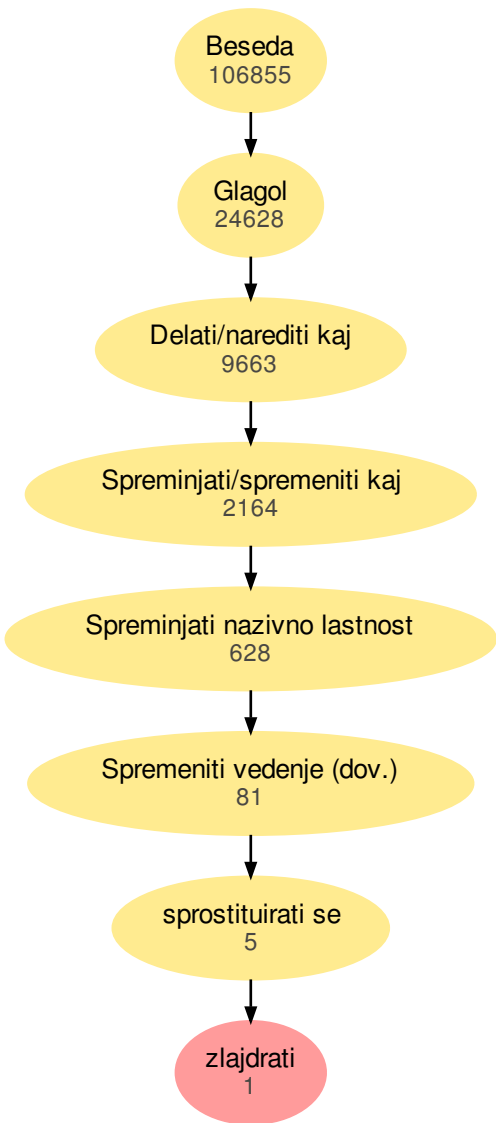 Beseda
106855
Glagol
24628
Delati/narediti kaj
9663
Spreminjati/spremeniti kaj
2164
Spreminjati nazivno lastnost
628
Spremeniti vedenje (dov.)
81
sprostituirati se
5
zlajdrati
1